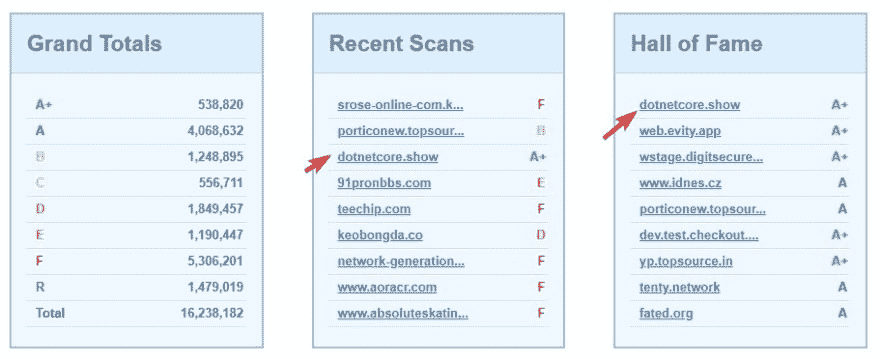 Grand Totals
A+ 538,820
A 4,068,632
B 1,248,895
C 556,711
D 1,849,457
E 1,190,447
F 5,306,201
R 1,479,019
Total 16,238,182
Recent Scans
srose-online-com.k... F
porticonew.topsour... B
dotnetcore.show A+
91pronbbs.com E
teechip.com F
keobongda.co D
network-generation... F
www.aoracr.com F
www.absoluteskatin... F
Hall of Fame
dotnetcore.show A+
web.evity.app A+
wstage.digitsecure... A+
www.idnes.cz A
porticonew.topsour... A
dev.test.checkout.... A+
yp.topsource.in A+
tenty.network A
fated.org A